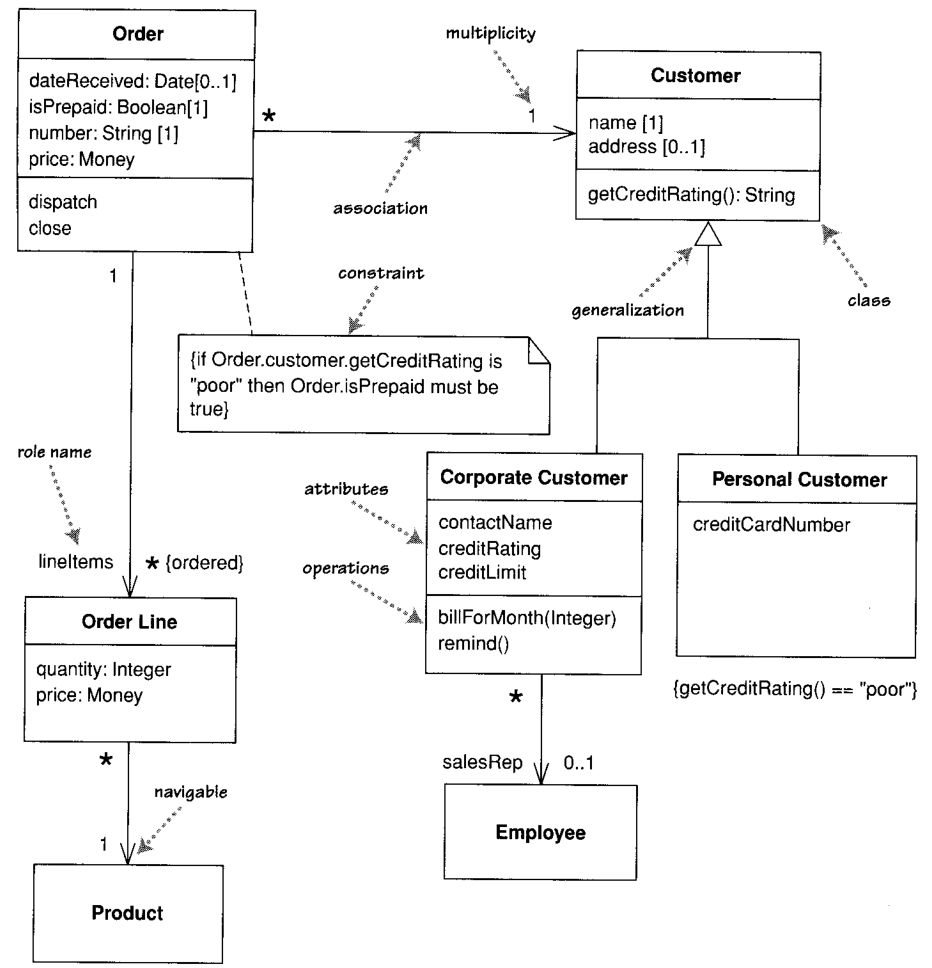 Order
dateReceived: Date[0..1]
isPrepaid: Boolean[1]
number: String [1]
price: Money
dispatch
close
multiplicity
*
1
association
Customer
name [1]
address [0..1]
getCreditRating(): String
generalization
class
1
constraint
{if Order.customer.getCreditRating is
"poor" then Order.isPrepaid must be
true}
role name
lineItems
* {ordered}
Order Line
quantity: Integer
price: Money
*
navigable
1
Product
attributes
operations
Corporate Customer
contactName
creditRating
creditLimit
billForMonth(Integer)
remind()
*
salesRep
0..1
Employee
Personal Customer
creditCardNumber
{getCreditRating() == "poor"}